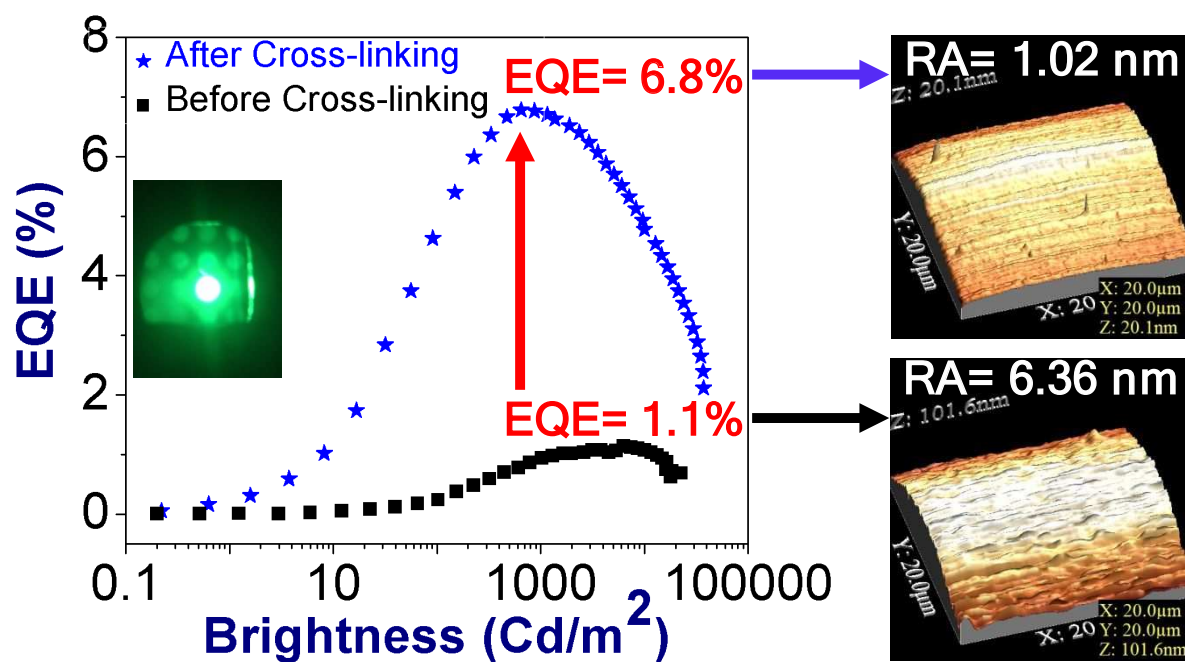 8
6
4
2
0
EQE (%)
After Cross-linking
Before Cross-linking
EQE= 6.8%
EQE= 1.1%
0.1
10
1000
100000
Brightness (Cd/m²)
RA= 1.02 nm
Z: 20.1nm
Y: 20.0µm
X: 20
X: 20.0µm
Y: 20.0µm
Z: 20.1nm
RA= 6.36 nm
Z: 101.6nm
Y: 20.0µm
X: 20
X: 20.0µm
Y: 20.0µm
Z: 101.6nm